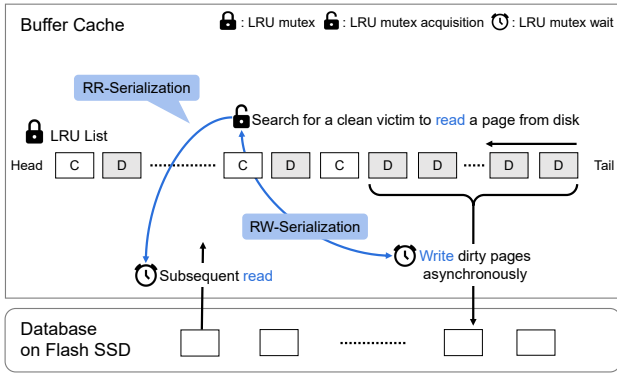 Buffer Cache
: LRU mutex : LRU mutex acquisition : LRU mutex wait
RR-Serialization
Search for a clean victim to read a page from disk
LRU List
Head C D C D C D D D D Tail
RW-Serialization
Subsequent read
Write dirty pages
asynchronously
Database
on Flash SSD